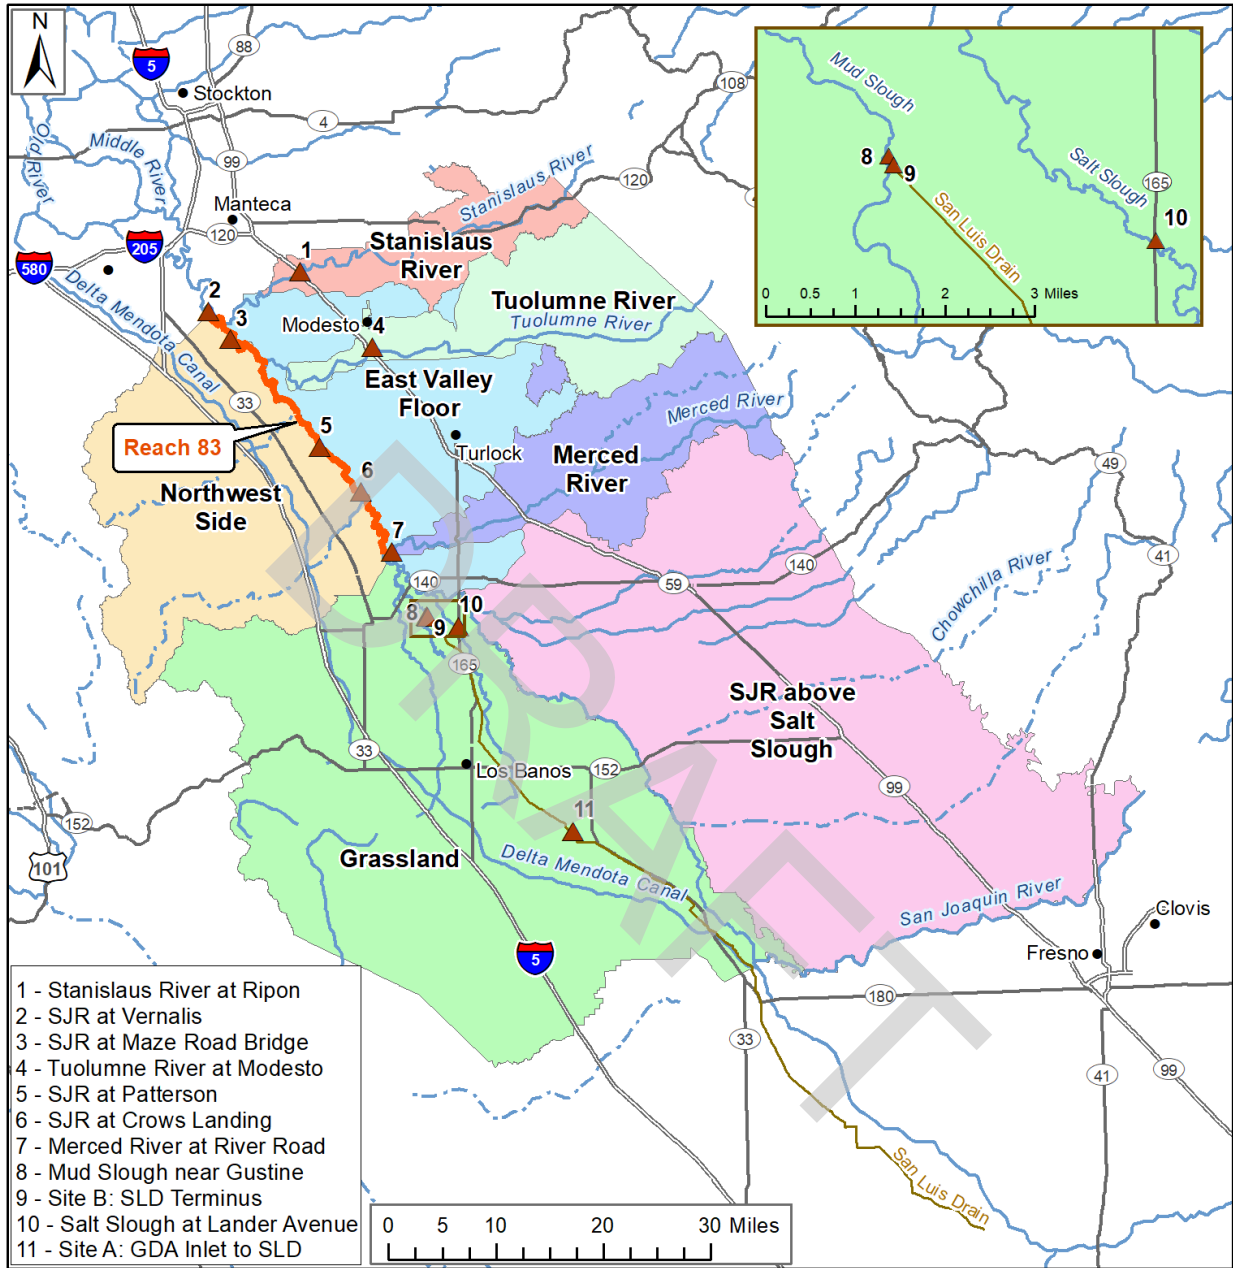 N
5
88
Stockton
4
108
Old River
Middle River
99
Stanislaus River
120
Manteca
120
205
580
1
Stanislaus
River
2
3
Delta Mendota Canal
Modesto
4
Tuolumne River
Tuolumne River
East Valley
Floor
33
5
Reach 83
Turlock
Merced River
Merced
River
6
Northwest
Side
7
49
41
140
140
59
Chowchilla River
8
9
10
165
SJR above
Salt
Slough
33
Los Banos
152
99
152
101
11
Grassland
Delta Mendota Canal
San Joaquin River
Clovis
Fresno
5
180
33
41
99
San Luis Drain
DRAFT
Mud Slough
8
9
San Luis Drain
Salt Slough
165
10
0 0.5 1 2 3 Miles
1 - Stanislaus River at Ripon
2 - SJR at Vernalis
3 - SJR at Maze Road Bridge
4 - Tuolumne River at Modesto
5 - SJR at Patterson
6 - SJR at Crows Landing
7 - Merced River at River Road
8 - Mud Slough near Gustine
9 - Site B: SLD Terminus
10 - Salt Slough at Lander Avenue
11 - Site A: GDA Inlet to SLD
0 5 10 20 30 Miles